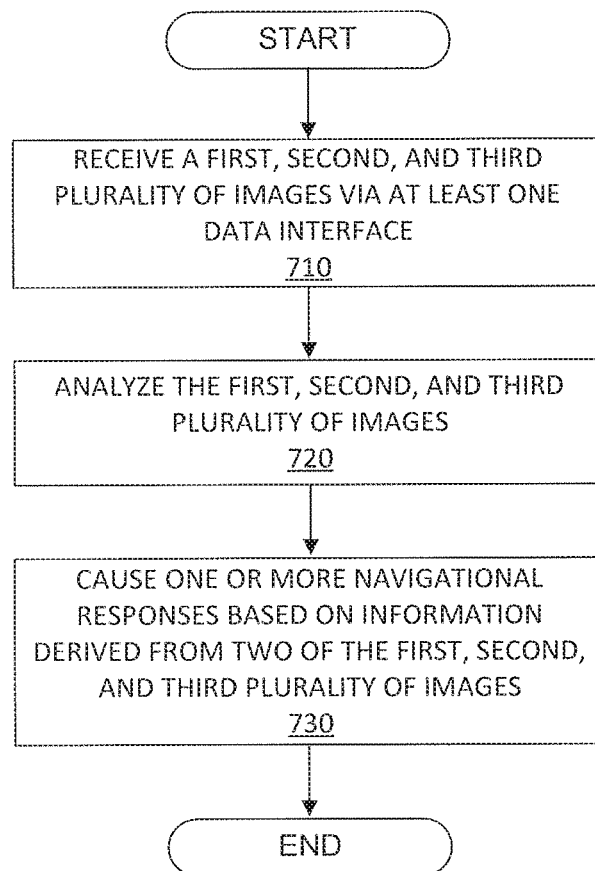 START
RECEIVE A FIRST, SECOND, AND THIRD
PLURALITY OF IMAGES VIA AT LEAST ONE
DATA INTERFACE
710
ANALYZE THE FIRST, SECOND, AND THIRD
PLURALITY OF IMAGES
720
CAUSE ONE OR MORE NAVIGATIONAL
RESPONSES BASED ON INFORMATION
DERIVED FROM TWO OF THE FIRST, SECOND,
AND THIRD PLURALITY OF IMAGES
730
END